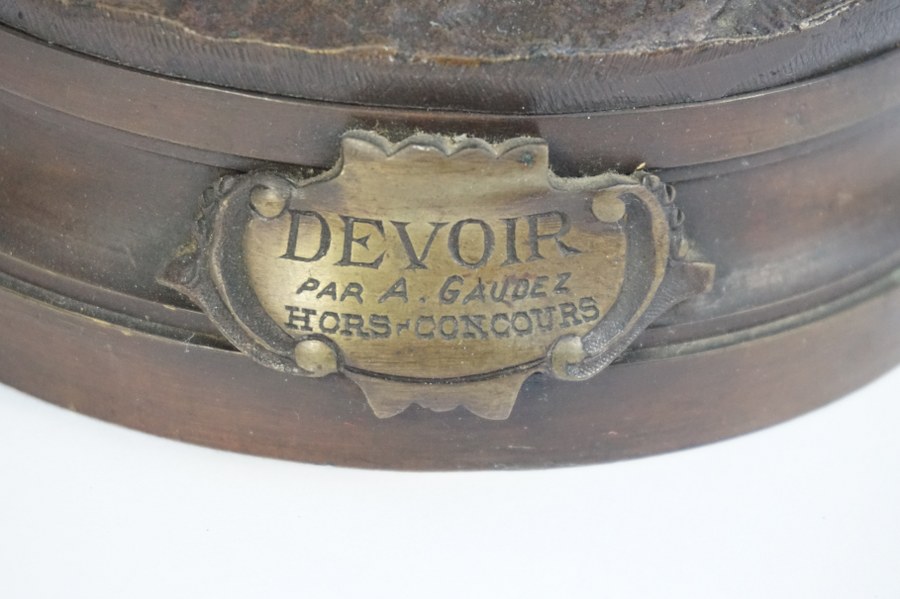 DEVOIR
PAR A. GAUDEZ
HORS-CONCOURS